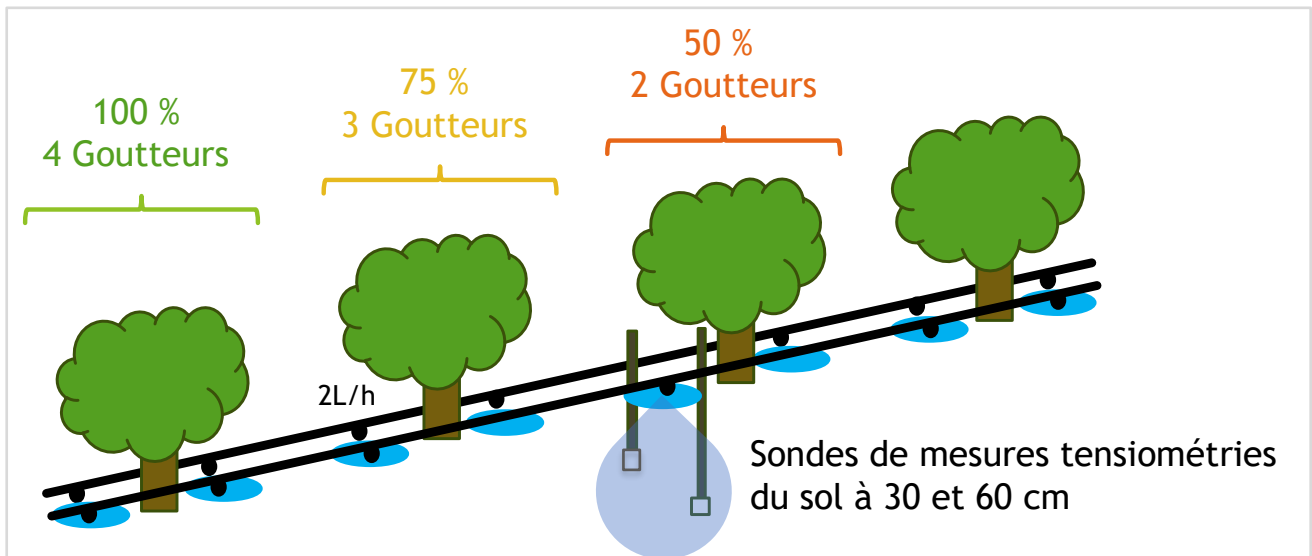 100 %
4 Goutteurs
75 %
3 Goutteurs
50 %
2 Goutteurs
2L/h
Sondes de mesures tensiométries
du sol à 30 et 60 cm